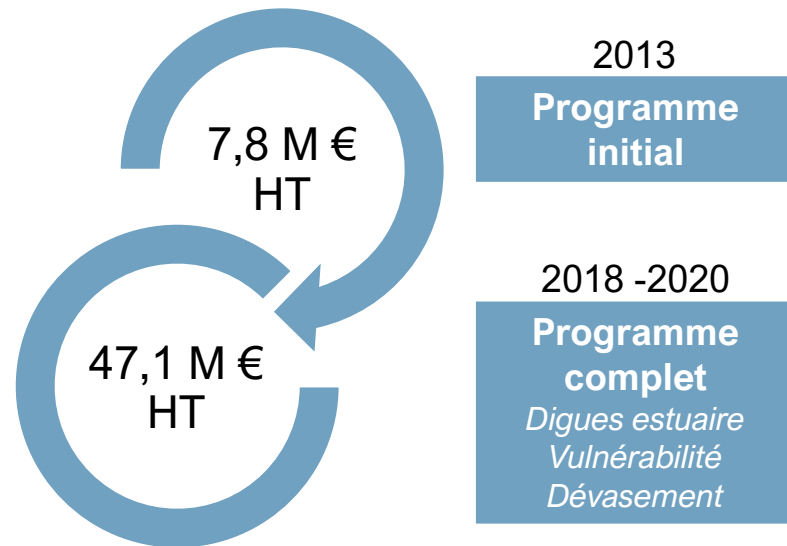 7,8 M €
HT
2013
Programme
initial
47,1 M €
HT
2018 -2020
Programme
complet
Digues estuaire
Vulnérabilité
Dévasement